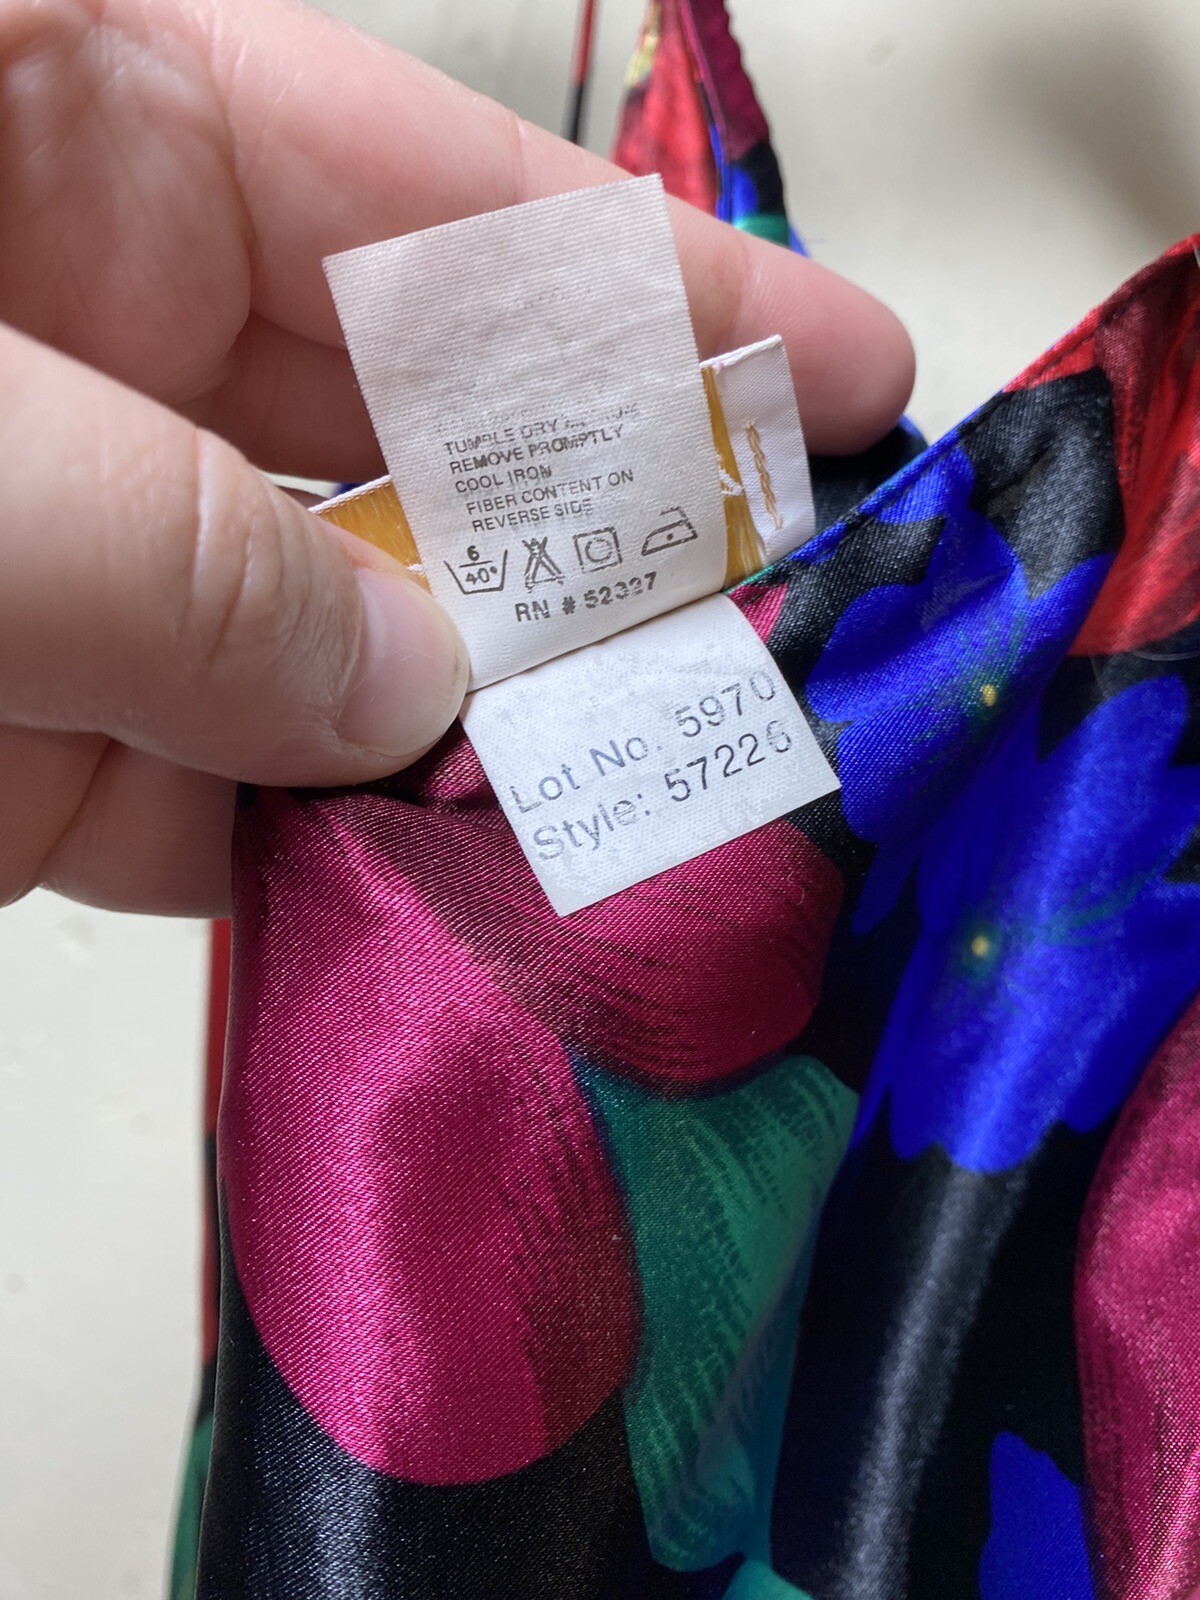 TUMBLE DRY
REMOVE PROMPTLY
COOL IRON
FIBER CONTENT ON
REVERSE SIDE
6
40°
RN # 52327
Lot No. 5970
Style: 57226